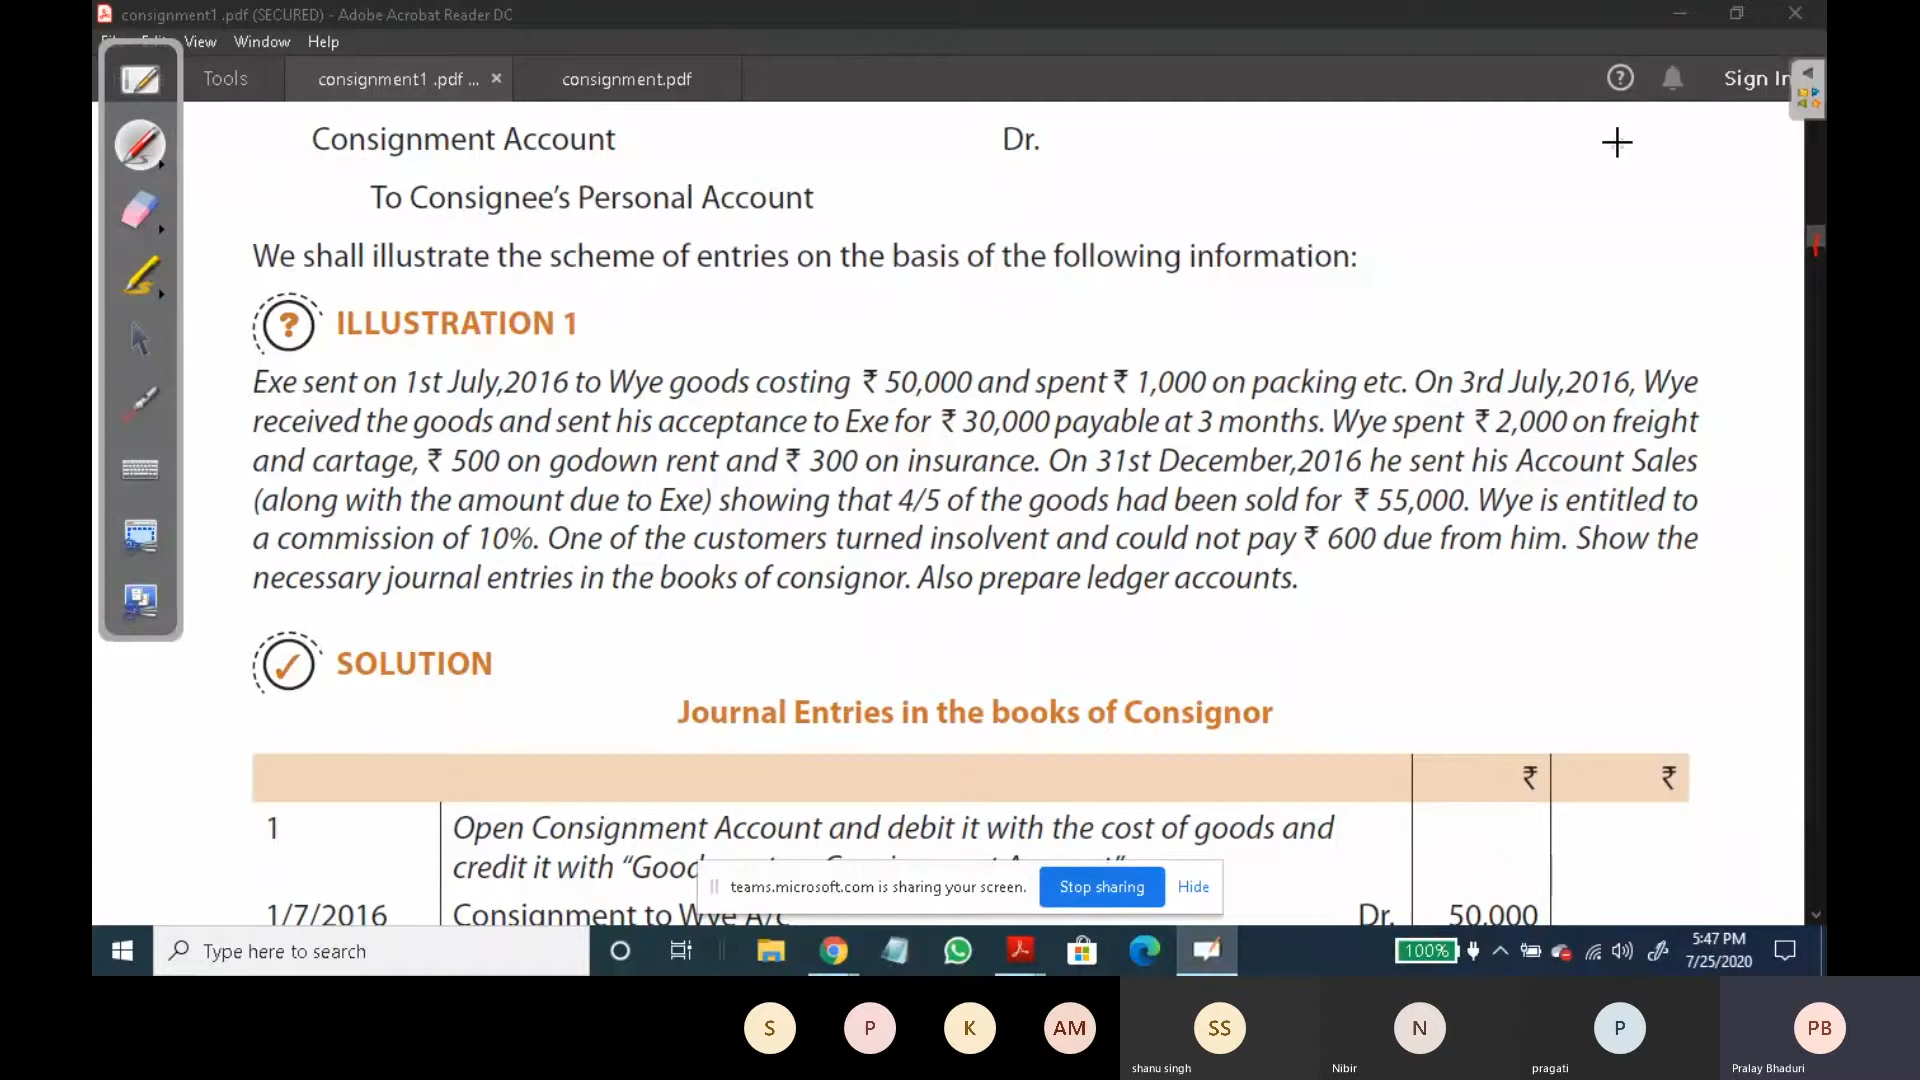 consignment1 .pdf (SECURED) - Adobe Acrobat Reader DC
View Window Help
Tools consignment1 .pdf ... × consignment.pdf Sign In
Consignment Account Dr.
To Consignee's Personal Account
We shall illustrate the scheme of entries on the basis of the following information:
? ILLUSTRATION 1
Exe sent on 1st July,2016 to Wye goods costing ₹ 50,000 and spent ₹ 1,000 on packing etc. On 3rd July,2016, Wye
received the goods and sent his acceptance to Exe for ₹ 30,000 payable at 3 months. Wye spent ₹ 2,000 on freight
and cartage, ₹ 500 on godown rent and ₹ 300 on insurance. On 31st December,2016 he sent his Account Sales
(along with the amount due to Exe) showing that 4/5 of the goods had been sold for ₹ 55,000. Wye is entitled to
a commission of 10%. One of the customers turned insolvent and could not pay ₹ 600 due from him. Show the
necessary journal entries in the books of consignor. Also prepare ledger accounts.
SOLUTION
Journal Entries in the books of Consignor
₹ ₹
1 Open Consignment Account and debit it with the cost of goods and
credit it with
teams.microsoft.com is sharing your screen. Stop sharing Hide
1/7/2016 Consignment to Wye A/c Dr. 50,000
Type here to search
100% 5:47 PM
7/25/2020
S P K AM SS N P PB
shanu singh Nibir pragati Pralay Bhaduri